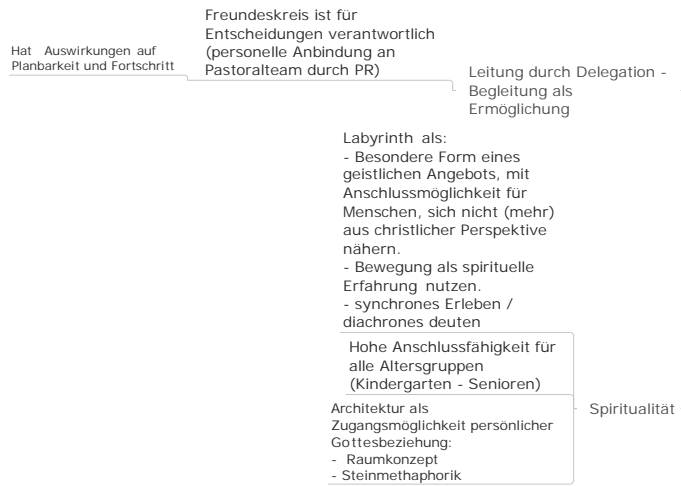 Freundeskreis ist für
Entscheidungen verantwortlich
(personelle Anbindung an
Pastoralteam durch PR)
Hat Auswirkungen auf
Planbarkeit und Fortschritt
Leitung durch Delegation -
Begleitung als
Ermöglichung
Labyrinth als:
- Besondere Form eines
geistlichen Angebots, mit
Anschlussmöglichkeit für
Menschen, sich nicht (mehr)
aus christlicher Perspektive
nähern.
- Bewegung als spirituelle
Erfahrung nutzen.
- synchrones Erleben /
diachrones deuten
Hohe Anschlussfähigkeit für
alle Altersgruppen
(Kindergarten - Senioren)
Architektur als
Zugangsmöglichkeit persönlicher
Gottesbeziehung:
- Raumkonzept
- Steinmethaphorik
Spiritualität